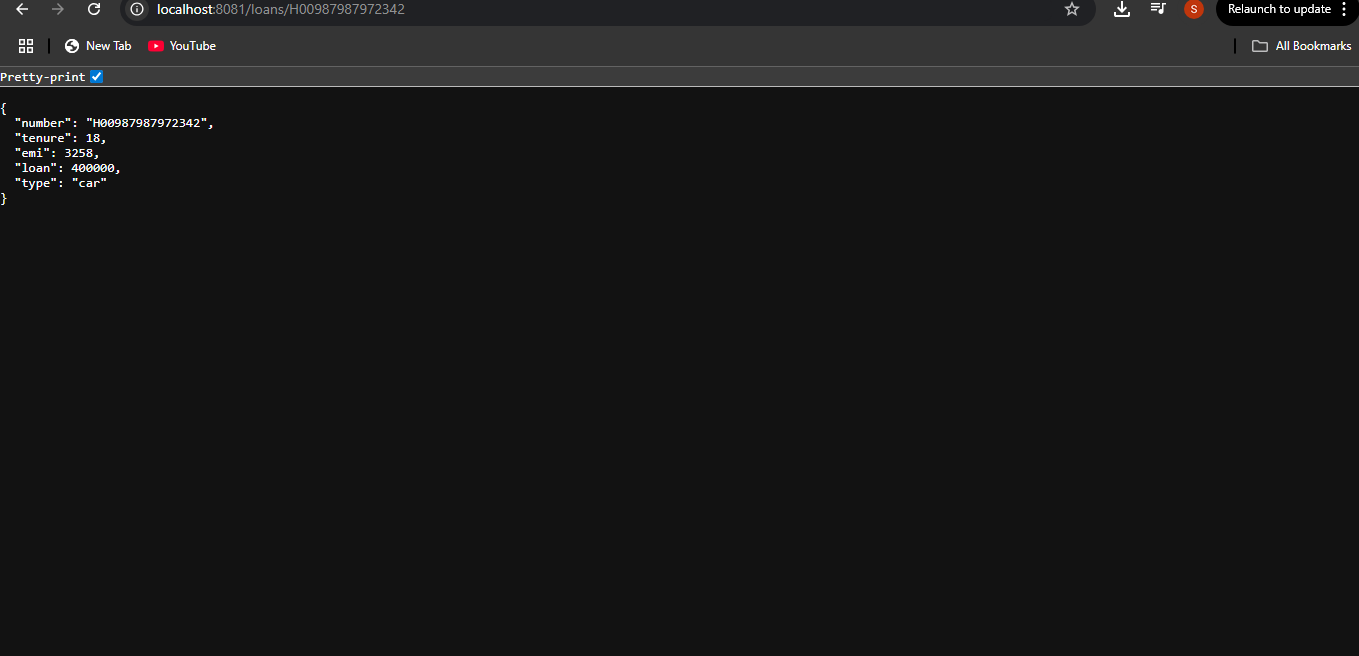 localhost:8081/loans/H00987987972342
S
Relaunch to update
New Tab
YouTube
All Bookmarks
Pretty-print
{
  "number": "H00987987972342",
  "tenure": 18,
  "emi": 3258,
  "loan": 400000,
  "type": "car"
}